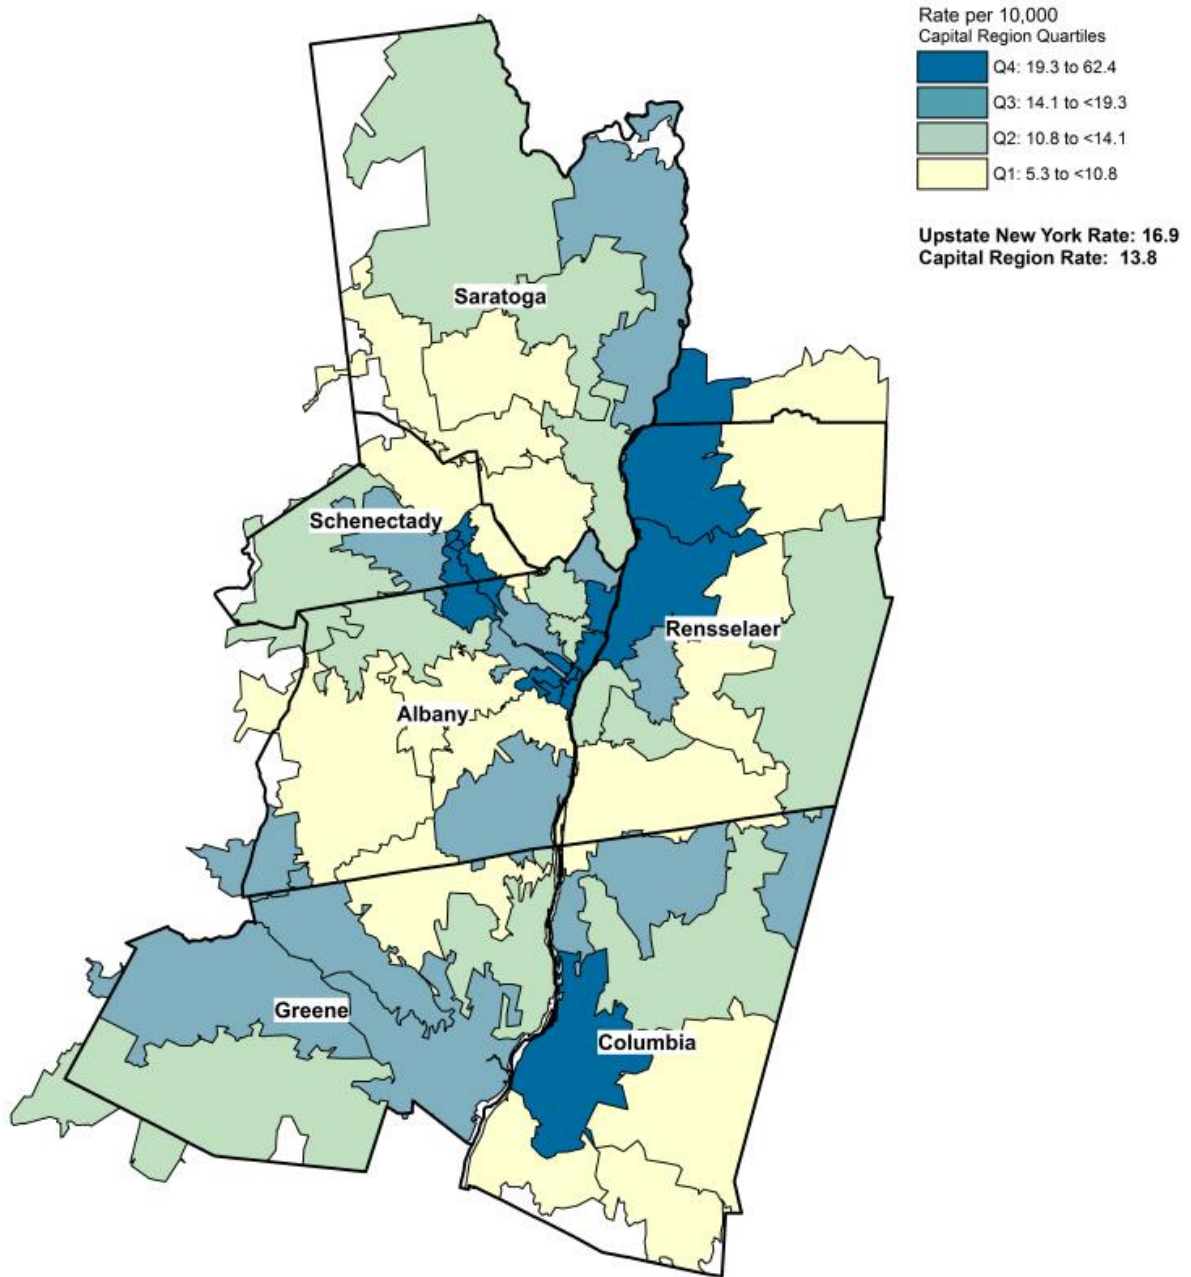 Rate per 10,000
Capital Region Quartiles
Q4: 19.3 to 62.4
Q3: 14.1 to <19.3
Q2: 10.8 to <14.1
Q1: 5.3 to <10.8
Upstate New York Rate: 16.9
Capital Region Rate: 13.8
Saratoga
Schenectady
Rensselaer
Albany
Greene
Columbia